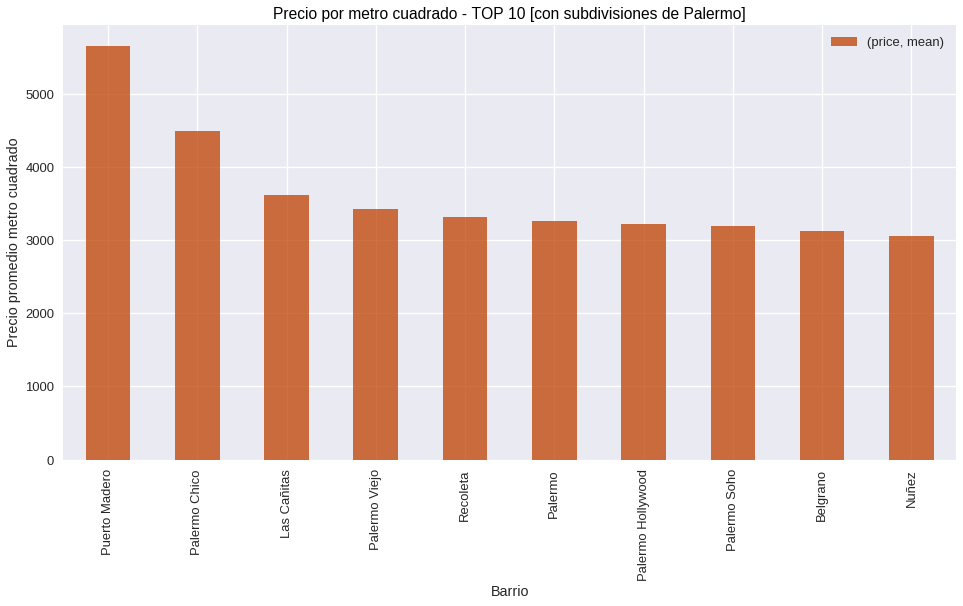 Precio por metro cuadrado - TOP 10 [con subdivisiones de Palermo]
(price, mean)
Precio promedio metro cuadrado
5000
4000
3000
2000
1000
0
Puerto Madero
Palermo Chico
Las Cañitas
Palermo Viejo
Recoleta
Palermo
Palermo Hollywood
Palermo Soho
Belgrano
Nuñez
Barrio